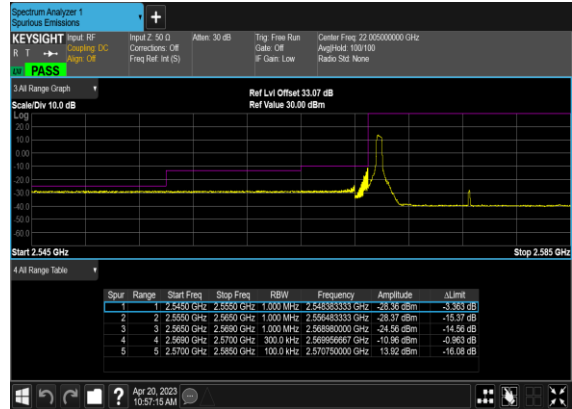 Spectrum Analyzer 1
Spurious Emissions
KEYSIGHT Input: RF Input Z: 50 Ω Atten: 30 dB Trig: Free Run Center Freq: 22.005000000 GHz
R T Coupling: DC Corrections: Off Gate: Off Avg|Hold: 100/100
Align: Off Freq Ref: Int (S) IF Gain: Low Radio Std: None
PASS
3 All Range Graph
Ref Lvl Offset 33.07 dB
Scale/Div 10.0 dB Ref Value 30.00 dBm
Log
20.0
10.0
0.00
-10.0
-20.0
-30.0
-40.0
-50.0
-60.0
Start 2.545 GHz Stop 2.585 GHz
4 All Range Table
Spur Range Start Freq Stop Freq RBW Frequency Amplitude ΔLimit
1 1 2.5450 GHz 2.5550 GHz 1.000 MHz 2.548383333 GHz -28.36 dBm -3.363 dB
2 2 2.5550 GHz 2.5650 GHz 1.000 MHz 2.556483333 GHz -28.37 dBm -15.37 dB
3 3 2.5650 GHz 2.5690 GHz 1.000 MHz 2.568980000 GHz -24.56 dBm -14.56 dB
4 4 2.5690 GHz 2.5700 GHz 300.0 kHz 2.569956667 GHz -10.96 dBm -0.963 dB
5 5 2.5700 GHz 2.5850 GHz 100.0 kHz 2.570750000 GHz 13.92 dBm -16.08 dB
Apr 20, 2023
10:57:15 AM